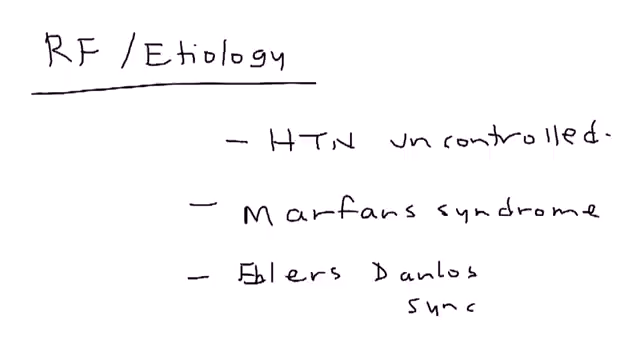 RF / Etiology
- HTN uncontrolled.
- Marfans syndrome
- Ehlers Danlos
sync